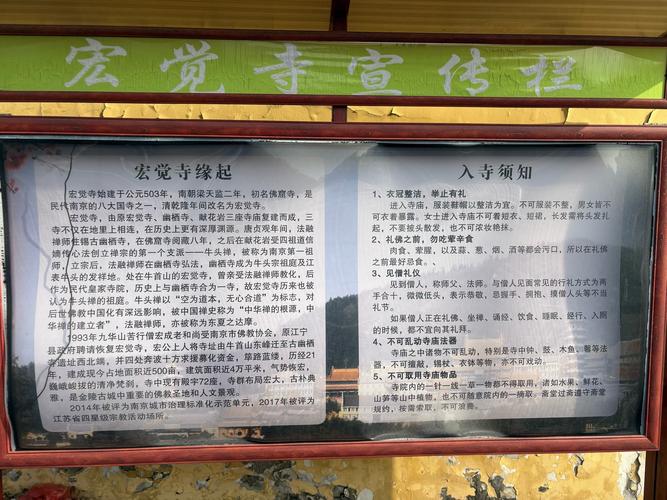 宏觉寺宣传栏
宏觉寺缘起
宏觉寺始建于公元503年，南朝梁天监二年，初名佛窟寺，是
民代南京的八大国寺之一，清乾隆年间改名为宏觉寺。
宏觉寺，由原宏觉寺、幽栖寺、献花岩三座寺庙复建而成，三
寺不仅在地里上相连，在历史上更有深厚渊源。唐贞观年间，法融
禅师住锡古幽栖寺，在佛窟寺阅藏八年，之后在献花岩受四祖道信
嫡传心法创立禅宗的第一个支派——牛头禅，被称为南京第一祖
师，立宗后，法融禅师在幽栖寺弘法，幽栖寺成为牛头宗祖庭及江
表牛头的发祥地。处在牛首山的宏觉寺，曾亲受法融禅师教化，后
作为民代皇家寺院，历史上与幽栖寺合为一寺，故宏觉寺历来也被
认为牛头禅的祖庭。牛头禅以“空为道本，无心合道”为标志，对
后世佛教中国化有深远影响，被中国禅史称为“中华禅的根源，中
华禅的建立者”，法融禅师，亦被称为东夏之达摩。
1993年九华山苦行僧宏成老和尚受南京市佛教协会，原江宁
县政府聘请恢复宏觉寺，宏公上人将寺址由牛首山东峰迁至古幽栖
寺遗址西北端，并四处奔波十方求援募化资金，筚路蓝缕，历经21
年，建成现今占地面积近500亩，建筑面积近4万平米，气势恢宏，
巍峨峻拔的清净梵刹，寺中现有殿宇72座，寺群布局宏大，古朴典
雅，是金陵古城中重要的佛教圣地和人文景观。
2014年被评为南京城市治理标准化示范单元，2017年被评为
江苏省四星级宗教活动场所。
入寺须知
1、衣冠整洁，举止有礼
进入寺庙，服装鞋帽以整洁为宜。不可服装不整，男女皆不
可衣着暴露。女士进入寺庙不可着短衣、短裙，长发需将头发扎
起，不要披头散发，也不可浓妆艳抹。
2、礼佛之前，勿吃荤辛食
肉食、荤腥，以及蒜、葱、烟、酒等都会污口，所以在礼佛
之前最好忌食。
3、见僧礼仪
见到僧人，称师父、法师。与僧人见面常见的行礼方式为两
手合十，微微低头，表示恭敬，忌握手、拥抱、摸僧人头等不当
礼节。
如果僧人正在礼佛、坐禅、诵经、饮食、睡眠、经行、入厕
的时候，都不宜向其礼拜。
4、不可乱动寺庙法器
寺庙之中诸物不可乱动，特别是寺中钟、鼓、木鱼、磬等法
器，不可擅敲，锡杖、衣钵等物，亦不可戏动。
5、不可取用寺庙物品
寺院内的一针一线一草一物都不得取用，诸如水果、鲜花、
山笋等山中植物，也不可随意院内的一摘取。斋堂过斋遵守斋堂
规约，按需索取，不可浪费。